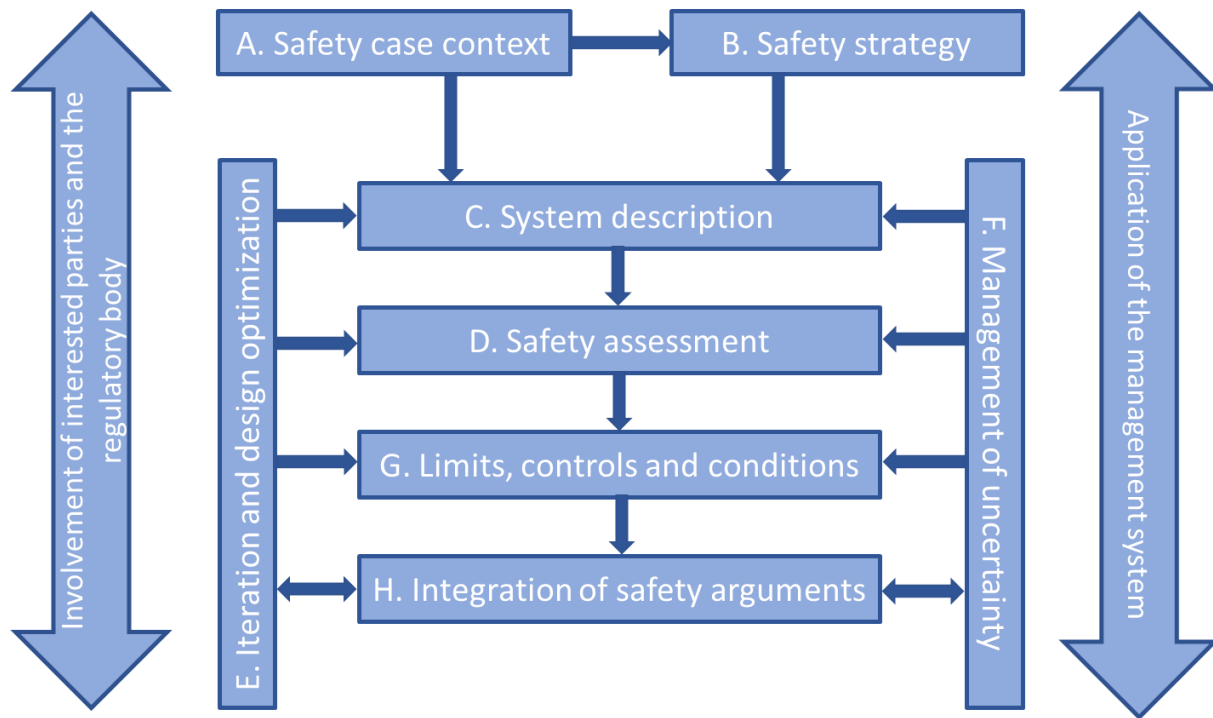 A. Safety case context
B. Safety strategy
Involvement of interested parties and the
regulatory body
E. Iteration and design optimization
C. System description
D. Safety assessment
G. Limits, controls and conditions
H. Integration of safety arguments
F. Management of uncertainty
Application of the management system